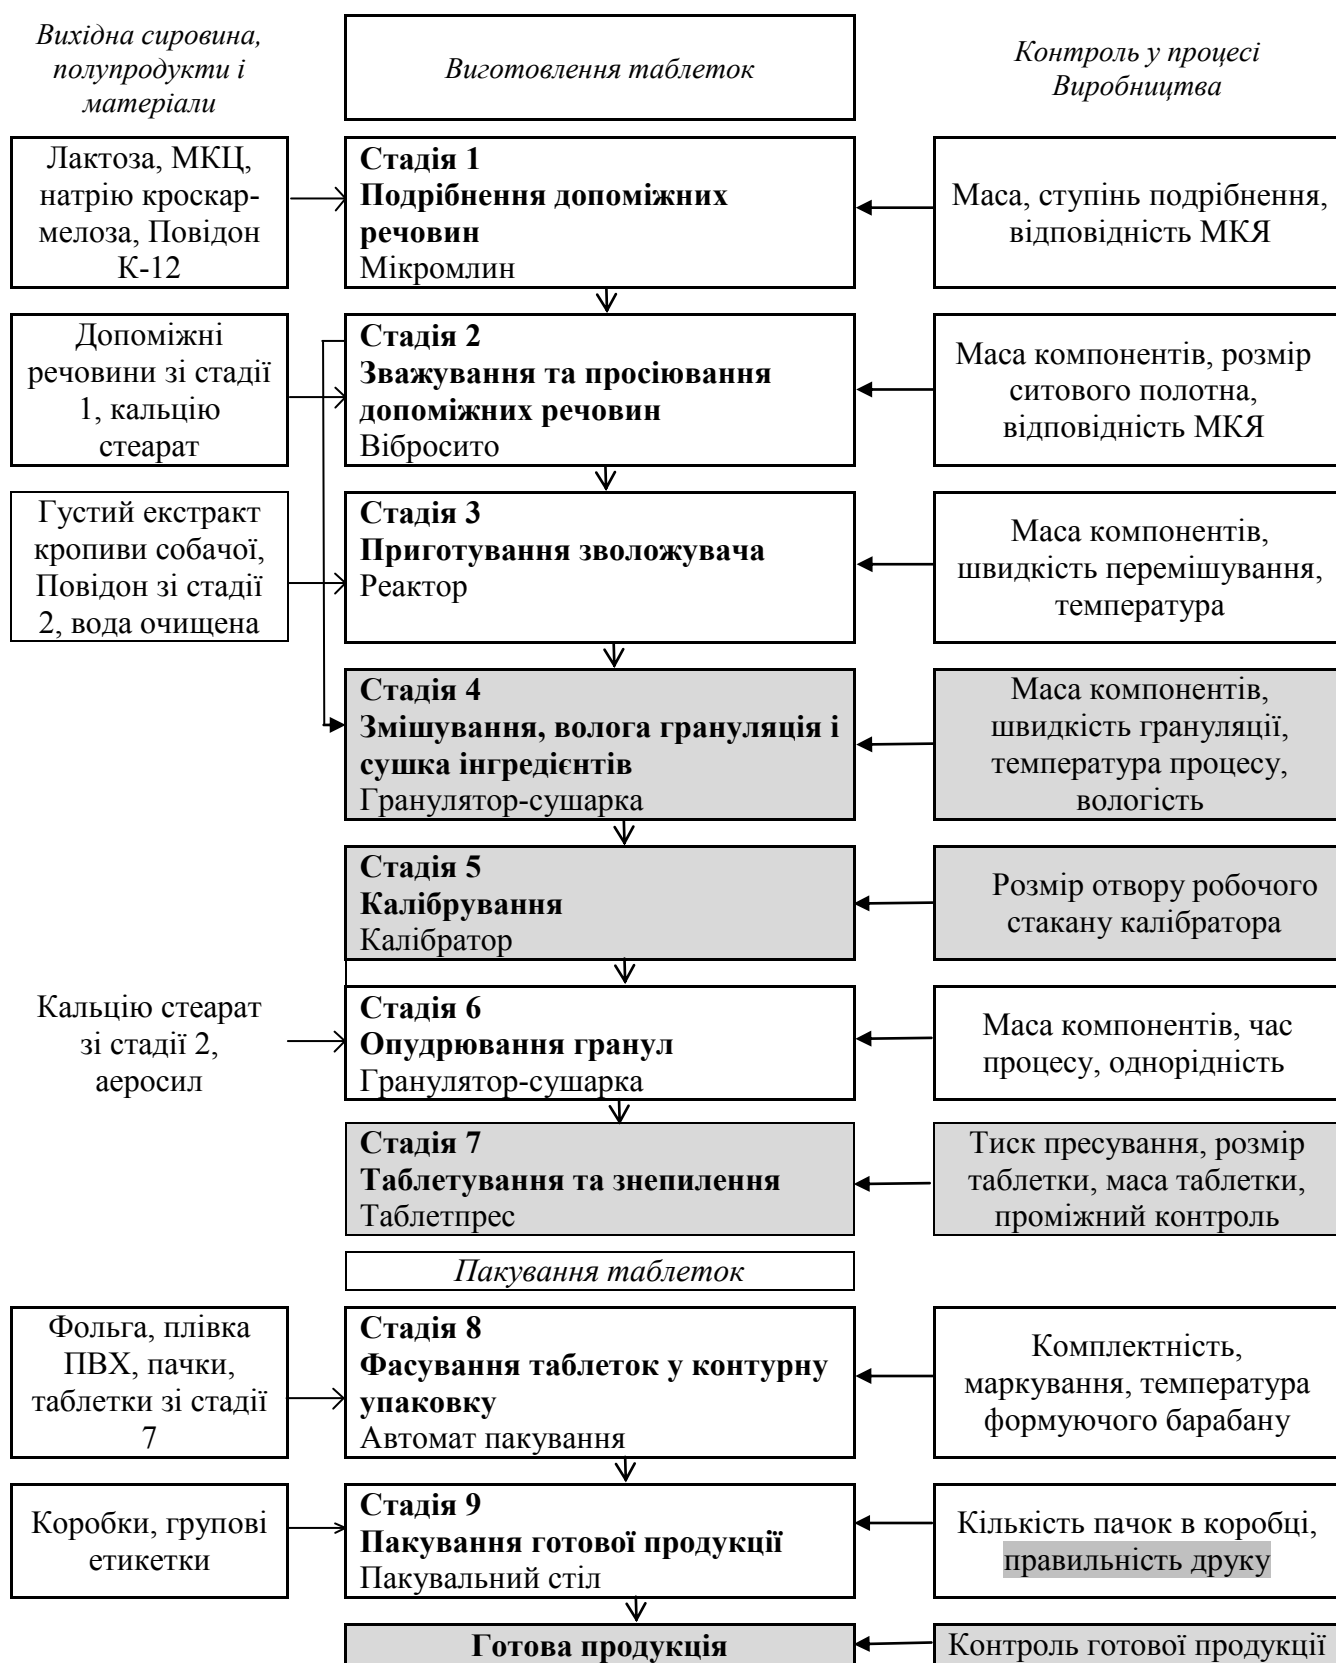 Вихідна сировина,
полупродукти і
матеріали
Виготовлення таблеток
Контроль у процесі
Виробництва
Лактоза, МКЦ,
натрію кроскар-
мелоза, Повідон
К-12
Стадія 1
Подрібнення допоміжних
речовин
Мікромлин
Маса, ступінь подрібнення,
відповідність МКЯ
Допоміжні
речовини зі стадії
1, кальцію
стеарат
Стадія 2
Зважування та просіювання
допоміжних речовин
Вібросито
Маса компонентів, розмір
ситового полотна,
відповідність МКЯ
Густий екстракт
кропиви собачої,
Повідон зі стадії
2, вода очищена
Стадія 3
Приготування зволожувача
Реактор
Маса компонентів,
швидкість перемішування,
температура
Стадія 4
Змішування, волога грануляція і
сушка інгредієнтів
Гранулятор-сушарка
Маса компонентів,
швидкість грануляції,
температура процесу,
вологість
Стадія 5
Калібрування
Калібратор
Розмір отвору робочого
стакану калібратора
Кальцію стеарат
зі стадії 2,
аеросил
Стадія 6
Опудрювання гранул
Гранулятор-сушарка
Маса компонентів, час
процесу, однорідність
Стадія 7
Таблетування та знепилення
Таблетпрес
Тиск пресування, розмір
таблетки, маса таблетки,
проміжний контроль
Пакування таблеток
Фольга, плівка
ПВХ, пачки,
таблетки зі стадії
7
Стадія 8
Фасування таблеток у контурну
упаковку
Автомат пакування
Комплектність,
маркування, температура
формуючого барабану
Коробки, групові
етикетки
Стадія 9
Пакування готової продукції
Пакувальний стіл
Кількість пачок в коробці,
правильність друку
Готова продукція
Контроль готової продукції